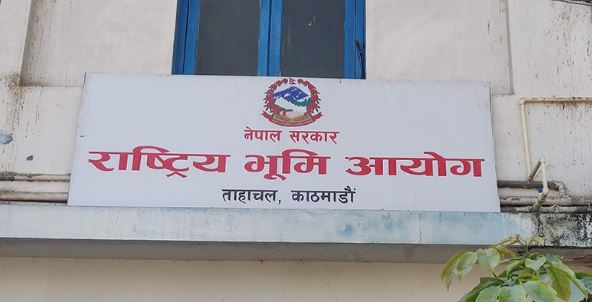 नेपाल सरकार
राष्ट्रिय भूमि आयोग
ताहाचल, काठमाडौं